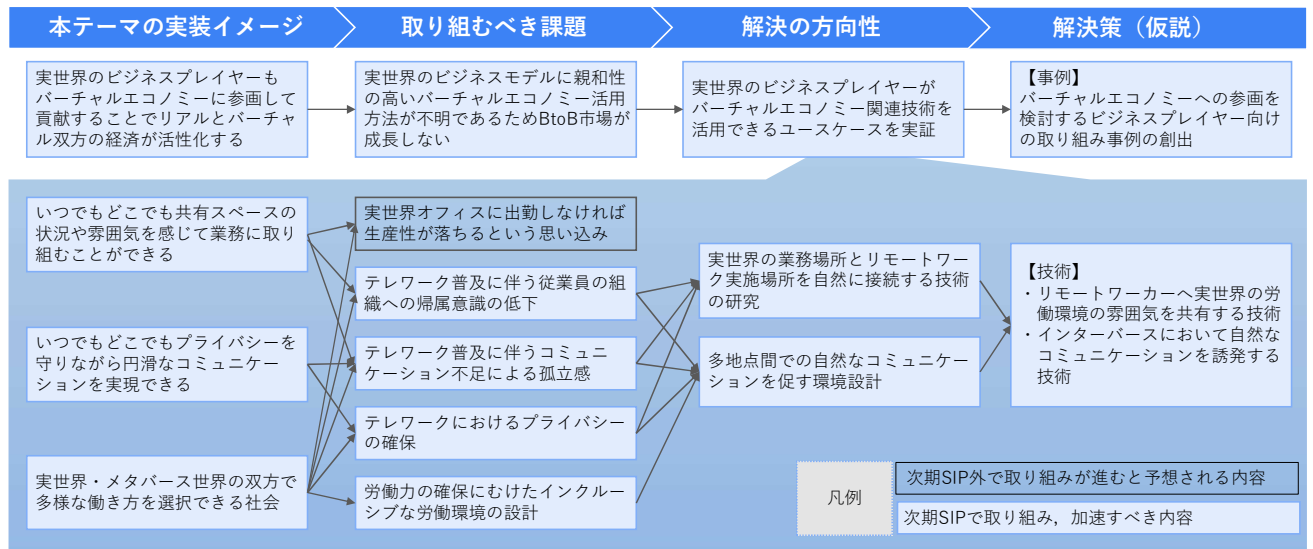 本テーマの実装イメージ
取り組むべき課題
解決の方向性
解決策（仮説）
実世界のビジネスプレイヤーも
バーチャルエコノミーに参画して
貢献することでリアルとバーチャ
ル双方の経済が活性化する
実世界のビジネスモデルに親和性
の高いバーチャルエコノミー活用
方法が不明であるためBtoB市場が
成長しない
実世界のビジネスプレイヤーが
バーチャルエコノミー関連技術を
活用できるユースケースを実証
【事例】
バーチャルエコノミーへの参画を
検討するビジネスプレイヤー向け
の取り組み事例の創出
いつでもどこでも共有スペースの
状況や雰囲気を感じて業務に取り
組むことができる
いつでもどこでもプライバシーを
守りながら円滑なコミュニケー
ションを実現できる
実世界・メタバース世界の双方で
多様な働き方を選択できる社会
実世界オフィスに出勤しなければ
生産性が落ちるという思い込み
テレワーク普及に伴う従業員の組
織への帰属意識の低下
テレワーク普及に伴うコミュニ
ケーション不足による孤立感
テレワークにおけるプライバシー
の確保
労働力の確保にむけたインクルー
シブな労働環境の設計
実世界の業務場所とリモートワー
ク実施場所を自然に接続する技術
の研究
多地点間での自然なコミュニケー
ションを促す環境設計
【技術】
・リモートワーカーへ実世界の労
働環境の雰囲気を共有する技術
・インターバースにおいて自然な
コミュニケーションを誘発する
技術
凡例
次期SIP外で取り組みが進むと予想される内容
次期SIPで取り組み，加速すべき内容